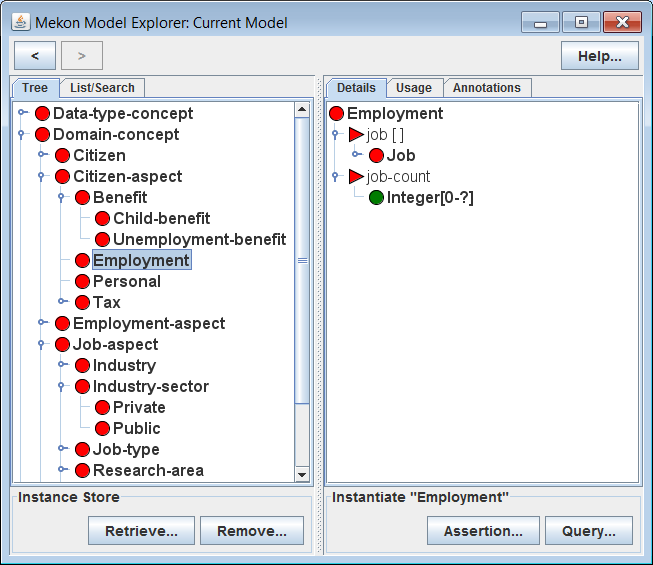 Mekon Model Explorer: Current Model
< > Help...
Tree List/Search
Data-type-concept
Domain-concept
Citizen
Citizen-aspect
Benefit
Child-benefit
Unemployment-benefit
Employment
Personal
Tax
Employment-aspect
Job-aspect
Industry
Industry-sector
Private
Public
Job-type
Research-area
Instance Store
Retrieve... Remove...
Details Usage Annotations
Employment
job [ ]
Job
job-count
Integer[0-?]
Instantiate "Employment"
Assertion... Query...